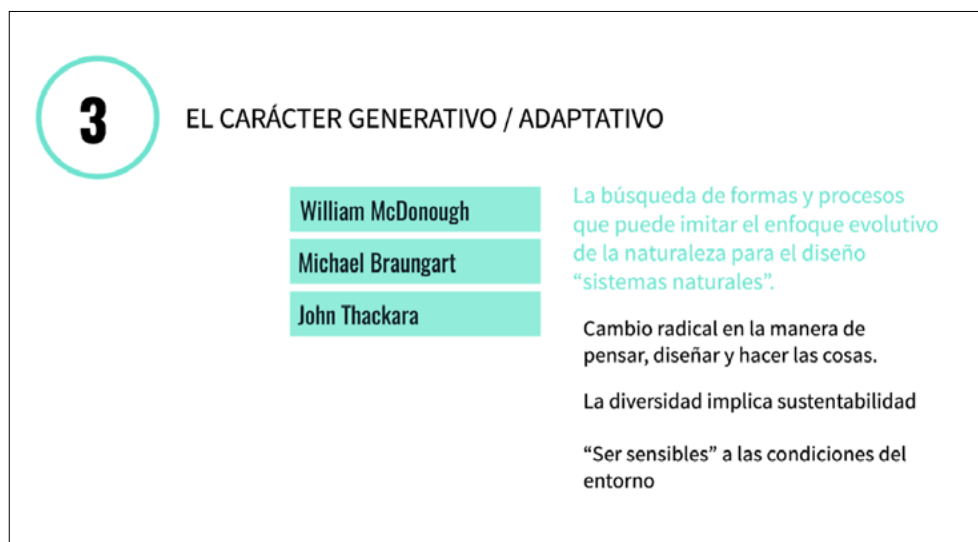 3
EL CARÁCTER GENERATIVO / ADAPTATIVO
William McDonough
Michael Braungart
John Thackara
La búsqueda de formas y procesos
que puede imitar el enfoque evolutivo
de la naturaleza para el diseño
“sistemas naturales”.
Cambio radical en la manera de
pensar, diseñar y hacer las cosas.
La diversidad implica sustentabilidad
“Ser sensibles” a las condiciones del
entorno